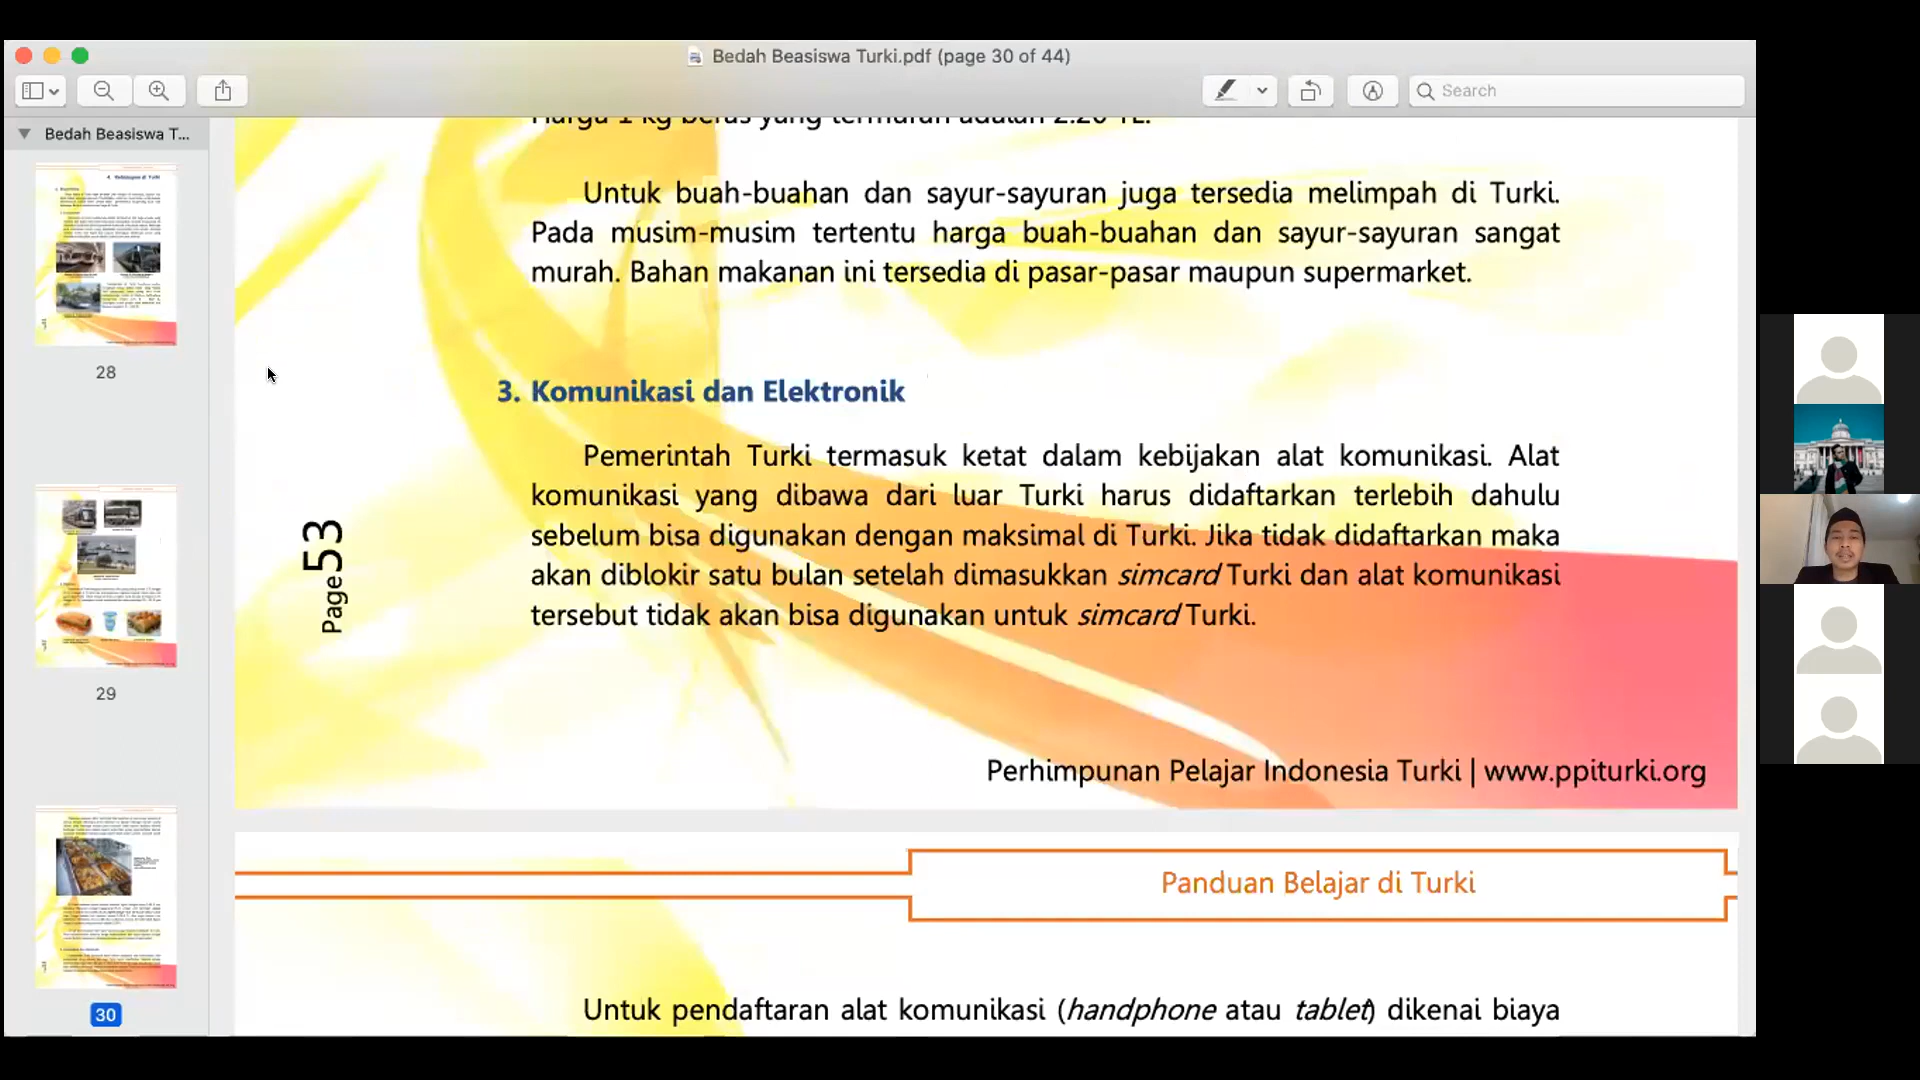 Bedah Beasiswa Turki.pdf (page 30 of 44)
Search
Bedah Beasiswa T...
28
29
30
Harga 1 kg beras yang termurah adalah 2.20 TL.
Untuk buah-buahan dan sayur-sayuran juga tersedia melimpah di Turki.
Pada musim-musim tertentu harga buah-buahan dan sayur-sayuran sangat
murah. Bahan makanan ini tersedia di pasar-pasar maupun supermarket.
3. Komunikasi dan Elektronik
Pemerintah Turki termasuk ketat dalam kebijakan alat komunikasi. Alat
komunikasi yang dibawa dari luar Turki harus didaftarkan terlebih dahulu
sebelum bisa digunakan dengan maksimal di Turki. Jika tidak didaftarkan maka
akan diblokir satu bulan setelah dimasukkan simcard Turki dan alat komunikasi
tersebut tidak akan bisa digunakan untuk simcard Turki.
Page53
Perhimpunan Pelajar Indonesia Turki | www.ppiturki.org
Panduan Belajar di Turki
Untuk pendaftaran alat komunikasi (handphone atau tablet) dikenai biaya